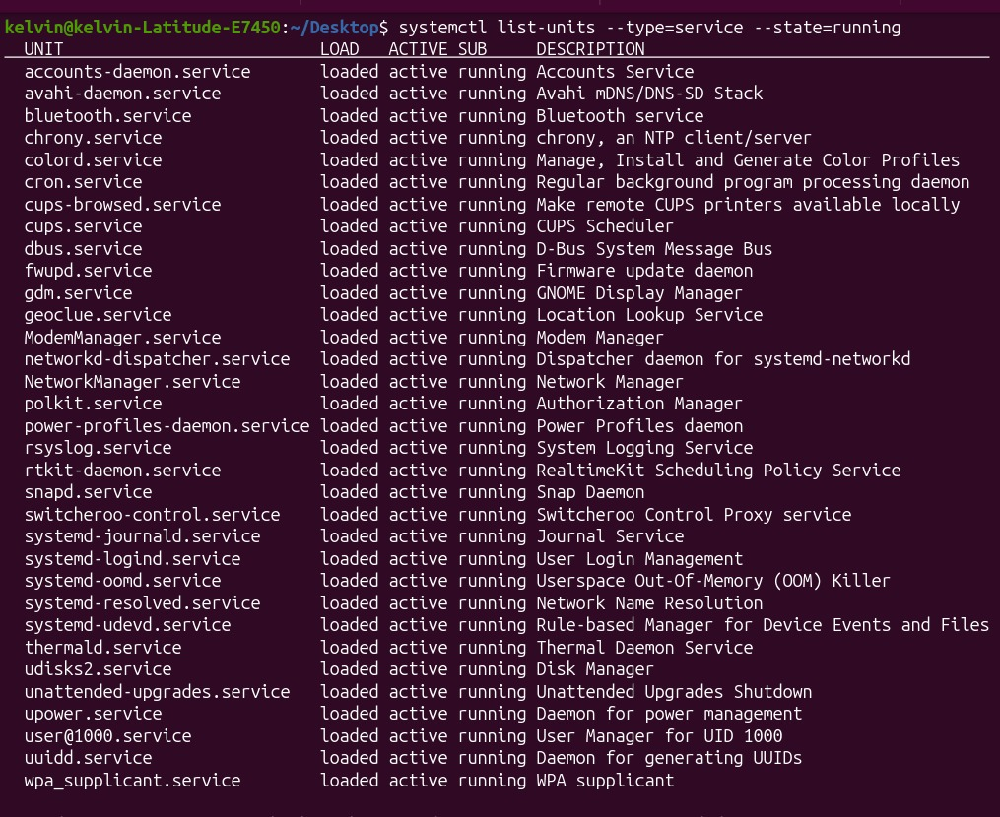 kelvin@kelvin-Latitude-E7450:~/Desktop$ systemctl list-units --type=service --state=running
  UNIT                          LOAD   ACTIVE SUB     DESCRIPTION
  accounts-daemon.service       loaded active running Accounts Service
  avahi-daemon.service          loaded active running Avahi mDNS/DNS-SD Stack
  bluetooth.service             loaded active running Bluetooth service
  chrony.service                loaded active running chrony, an NTP client/server
  colord.service                loaded active running Manage, Install and Generate Color Profiles
  cron.service                  loaded active running Regular background program processing daemon
  cups-browsed.service          loaded active running Make remote CUPS printers available locally
  cups.service                  loaded active running CUPS Scheduler
  dbus.service                  loaded active running D-Bus System Message Bus
  fwupd.service                 loaded active running Firmware update daemon
  gdm.service                   loaded active running GNOME Display Manager
  geoclue.service               loaded active running Location Lookup Service
  ModemManager.service          loaded active running Modem Manager
  networkd-dispatcher.service   loaded active running Dispatcher daemon for systemd-networkd
  NetworkManager.service        loaded active running Network Manager
  polkit.service                loaded active running Authorization Manager
  power-profiles-daemon.service loaded active running Power Profiles daemon
  rsyslog.service               loaded active running System Logging Service
  rtkit-daemon.service          loaded active running RealtimeKit Scheduling Policy Service
  snapd.service                 loaded active running Snap Daemon
  switcheroo-control.service    loaded active running Switcheroo Control Proxy service
  systemd-journald.service      loaded active running Journal Service
  systemd-logind.service        loaded active running User Login Management
  systemd-oomd.service          loaded active running Userspace Out-Of-Memory (OOM) Killer
  systemd-resolved.service      loaded active running Network Name Resolution
  systemd-udevd.service         loaded active running Rule-based Manager for Device Events and Files
  thermald.service              loaded active running Thermal Daemon Service
  udisks2.service               loaded active running Disk Manager
  unattended-upgrades.service   loaded active running Unattended Upgrades Shutdown
  upower.service                loaded active running Daemon for power management
  user@1000.service             loaded active running User Manager for UID 1000
  uuidd.service                 loaded active running Daemon for generating UUIDs
  wpa_supplicant.service        loaded active running WPA supplicant